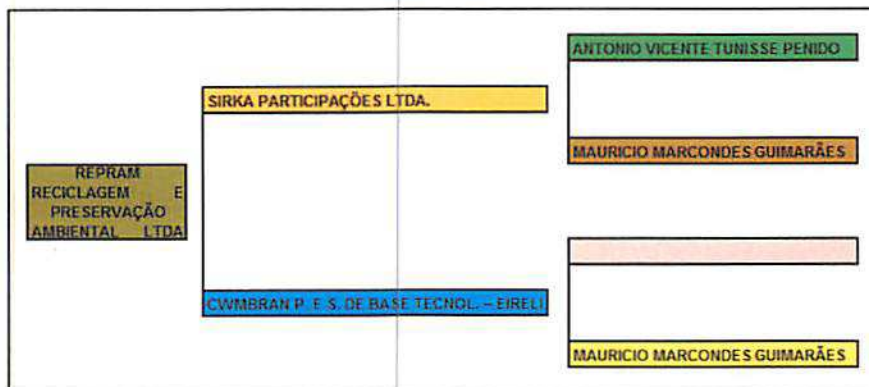 ANTONIO VICENTE TUNISSE PENIDO
SIRKA PARTICIPAÇÕES LTDA.
MAURICIO MARCONDES GUIMARÃES
REPRAM
RECICLAGEM E
PRESERVAÇÃO
AMBIENTAL LTDA
CWMBRAN P. E S. DE BASE TECNOL. – EIRELI
MAURICIO MARCONDES GUIMARÃES